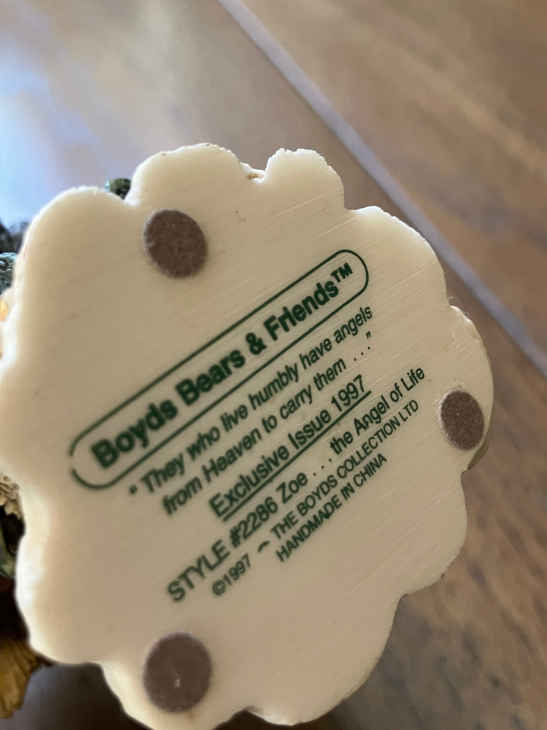 Boyds Bears & Friends™
"They who live humbly have angels
from Heaven to carry them . . ."
Exclusive Issue 1997
STYLE #2286 Zoe . . . the Angel of Life
©1997 ~ THE BOYDS COLLECTION LTD
HANDMADE IN CHINA